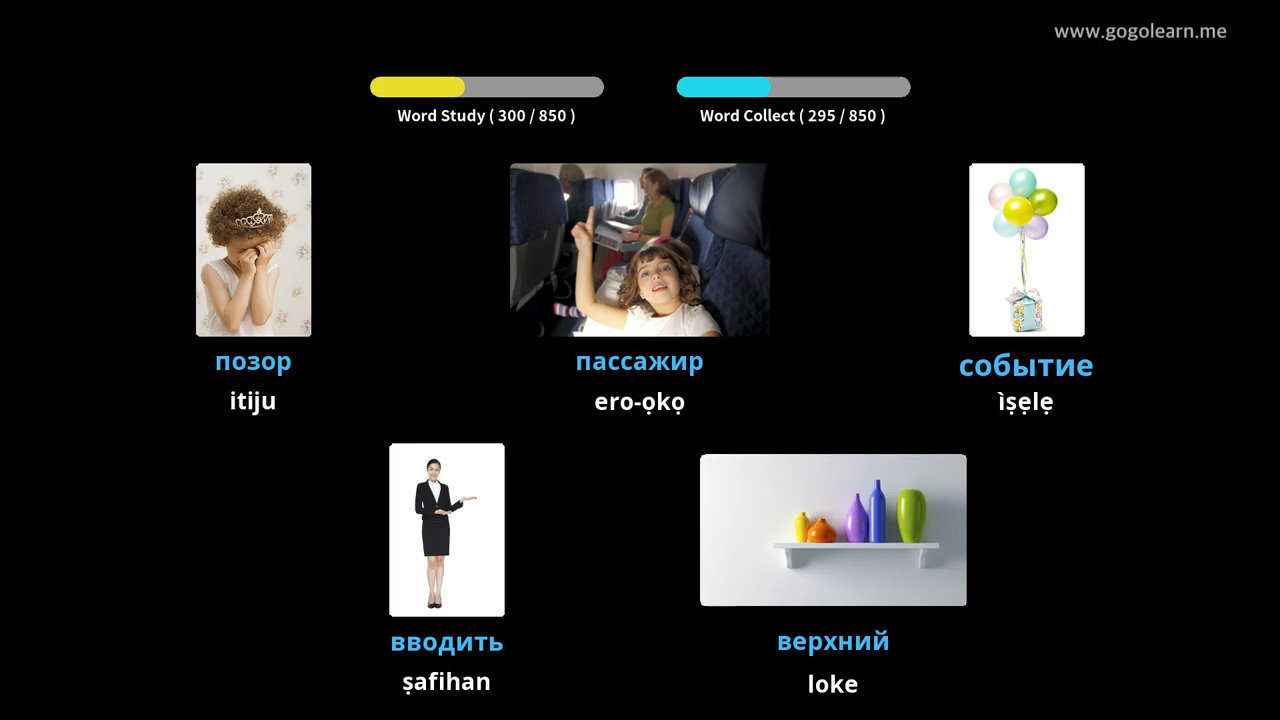 www.gogolearn.me
Word Study ( 300 / 850 )
Word Collect ( 295 / 850 )
позор
пассажир
событие
itiju
ero-ọkọ
ìṣẹlẹ
вводить
верхний
ṣafihan
loke